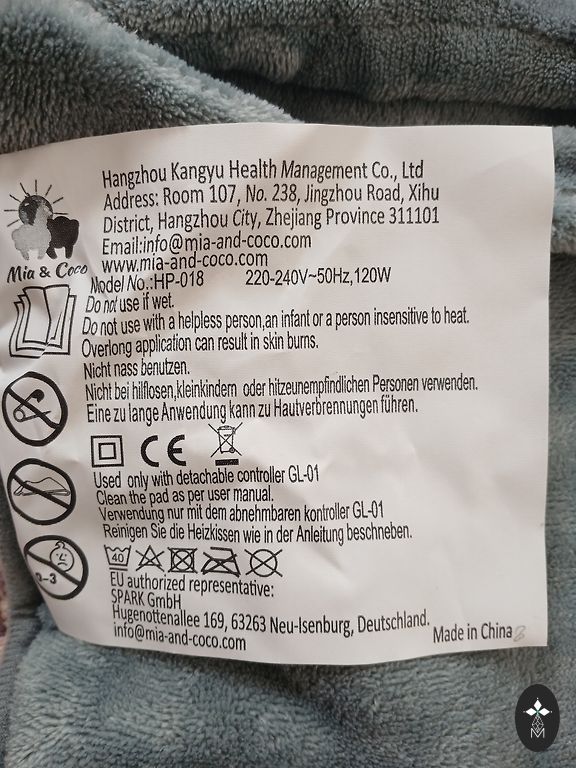 Hangzhou Kangyu Health Management Co., Ltd
Address: Room 107, No. 238, Jingzhou Road, Xihu
District, Hangzhou City, Zhejiang Province 311101
Email:info@mia-and-coco.com
www.mia-and-coco.com
Mia & Coco
Model No.:HP-018 220-240V~50Hz,120W
Do not use if wet.
Do not use with a helpless person,an infant or a person insensitive to heat.
Overlong application can result in skin burns.
Nicht nass benutzen.
Nicht bei hilflosen,kleinkindern oder hitzeunempfindlichen Personen verwenden.
Eine zu lange Anwendung kann zu Hautverbrennungen führen.
CE
Used only with detachable controller GL-01
Clean the pad as per user manual.
Verwendung nur mit dem abnehmbaren kontroller GL-01
Reinigen Sie die Heizkissen wie in der Anleitung beschneben.
0-3
40
EU authorized representative:
SPARK GmbH
Hugenottenallee 169, 63263 Neu-Isenburg, Deutschland.
info@mia-and-coco.com
Made in China
M